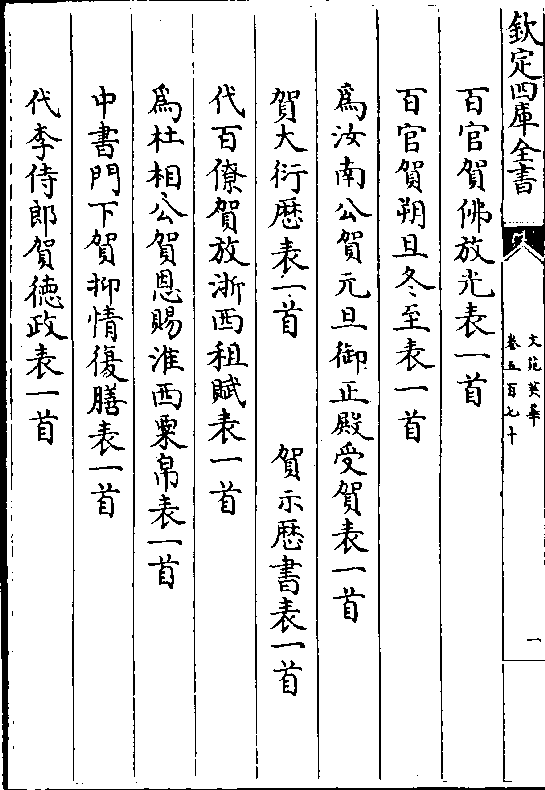 欽定四庫全書
文苑英華
卷五百七十
一
百官賀佛放光表一首
百官賀朔旦冬至表一首
爲汝南公賀元旦御正殿受賀表一首
賀大衍歴表一首　賀示歴書表一首
代百僚賀放浙西租賦表一首
爲杜相公賀恩賜淮西粟帛表一首
中書門下賀抑情復膳表一首
代李侍郎賀德政表一首